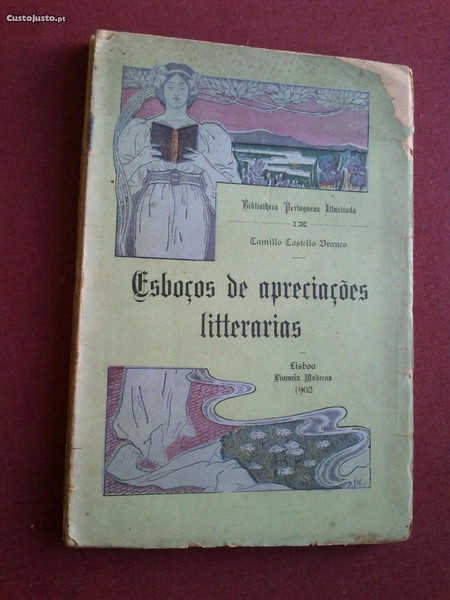 CustoJusto.pt
Bibliotheca Portugueza Illustrada
IX
Camillo Castello Branco
Esboços de apreciações
litterarias
Lisboa
Livraria Moderna
1902